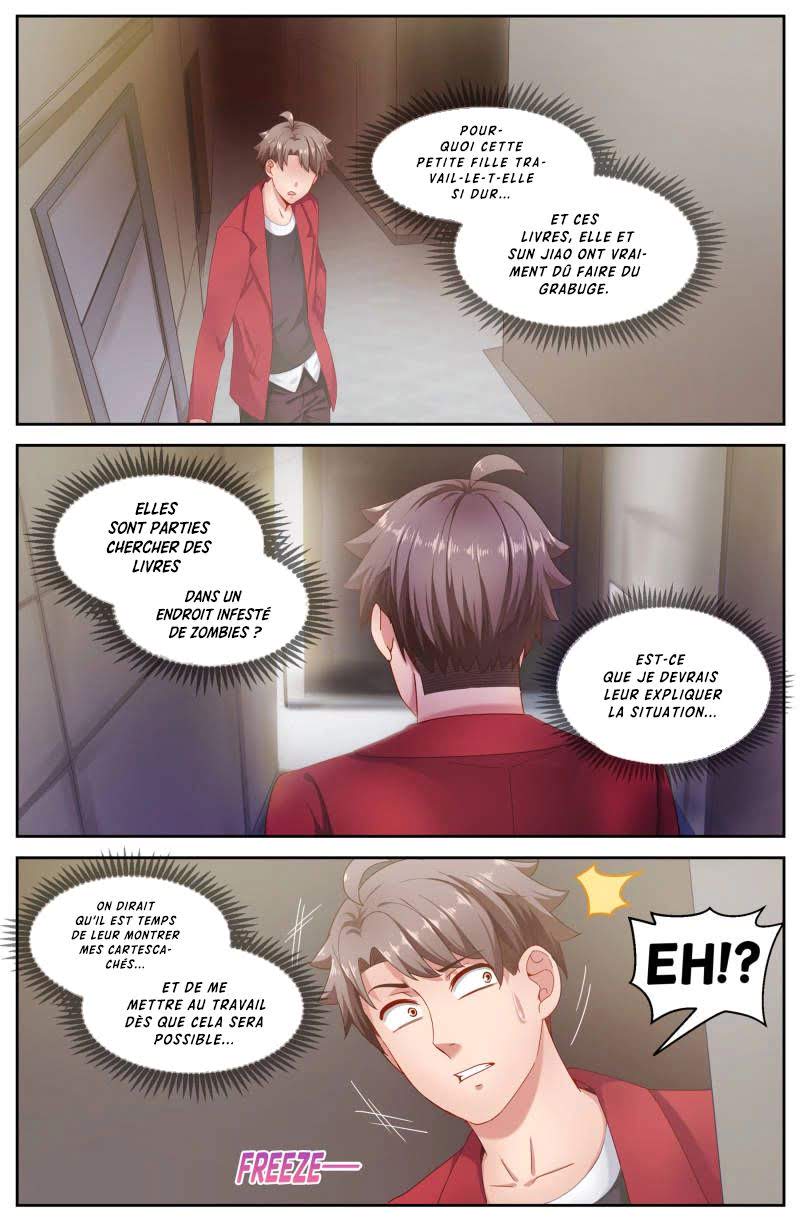 POUR-
QUOI CETTE
PETITE FILLE TRA-
VAIL-LE-T-ELLE
SI DUR...
ET CES
LIVRES, ELLE ET
SUN JIAO ONT VRAI-
MENT DÛ FAIRE DU
GRABUGE.
ELLES
SONT PARTIES
CHERCHER DES
LIVRES
DANS UN
ENDROIT INFESTÉ
DE ZOMBIES ?
EST-CE
QUE JE DEVRAIS
LEUR EXPLIQUER
LA SITUATION...
ON DIRAIT
QU'IL EST TEMPS
DE LEUR MONTRER
MES CARTESCA-
CHÉS...
ET DE ME
METTRE AU TRAVAIL
DÈS QUE CELA SERA
POSSIBLE...
EH!?
FREEZE—